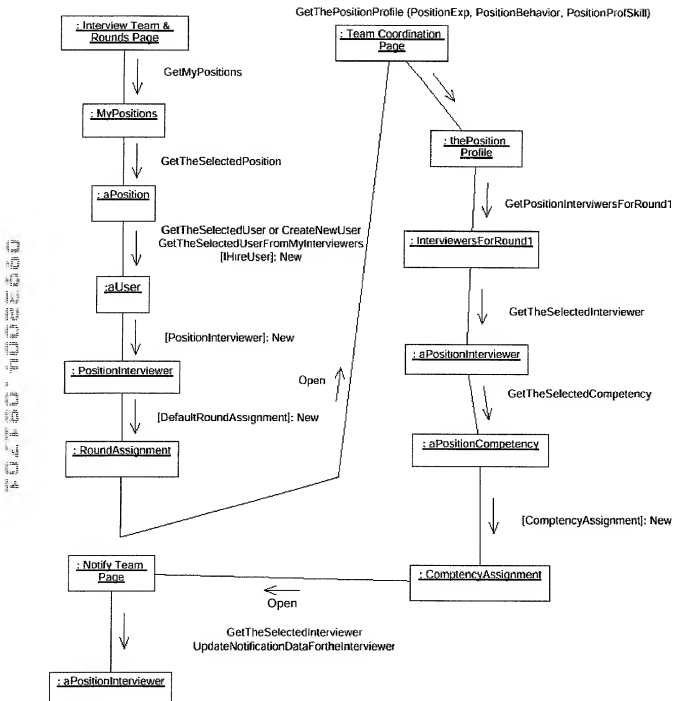 GetThePositionProfile (PositionExp, PositionBehavior, PositionProfSkill)
: Interview Team &
Rounds Page
GetMyPositions
: MyPositions
GetTheSelectedPosition
: aPosition
GetTheSelectedUser or CreateNewUser
GetTheSelectedUserFromMyInterviewers
[IHireUser]: New
:aUser
[PositionInterviewer]: New
: PositionInterviewer
[DefaultRoundAssignment]: New
: RoundAssignment
Open
: Team Coordination
Page
: thePosition
Profile
GetPositionInterviwersForRound1
: InterviewersForRound1
GetTheSelectedInterviewer
: aPositionInterviewer
GetTheSelectedCompetency
: aPositionCompetency
[ComptencyAssignment]: New
: ComptencyAssignment
Open
: Notify Team
Page
GetTheSelectedInterviewer
UpdateNotificationDataFortheInterviewer
: aPositionInterviewer